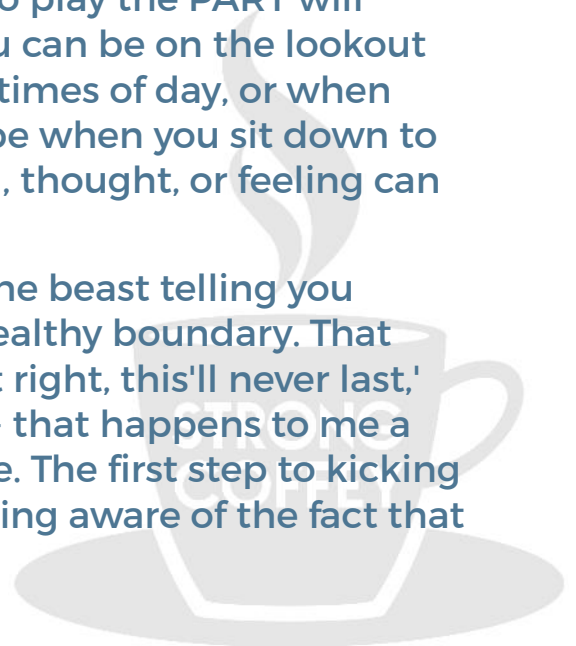 o play the PART will
u can be on the lookout
times of day, or when
be when you sit down to
, thought, or feeling can
he beast telling you
ealthy boundary. That
t right, this'll never last,'
that happens to me a
e. The first step to kicking
ing aware of the fact that
STRONG
COFFEY